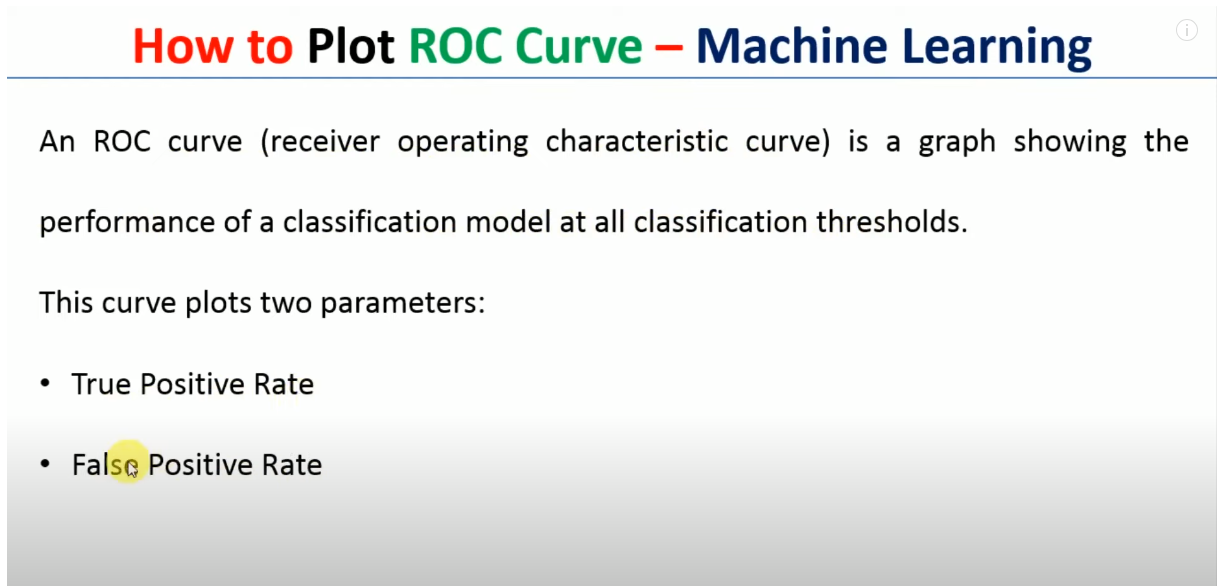 How to Plot ROC Curve – Machine Learning
An ROC curve (receiver operating characteristic curve) is a graph showing the
performance of a classification model at all classification thresholds.
This curve plots two parameters:
• True Positive Rate
• False Positive Rate